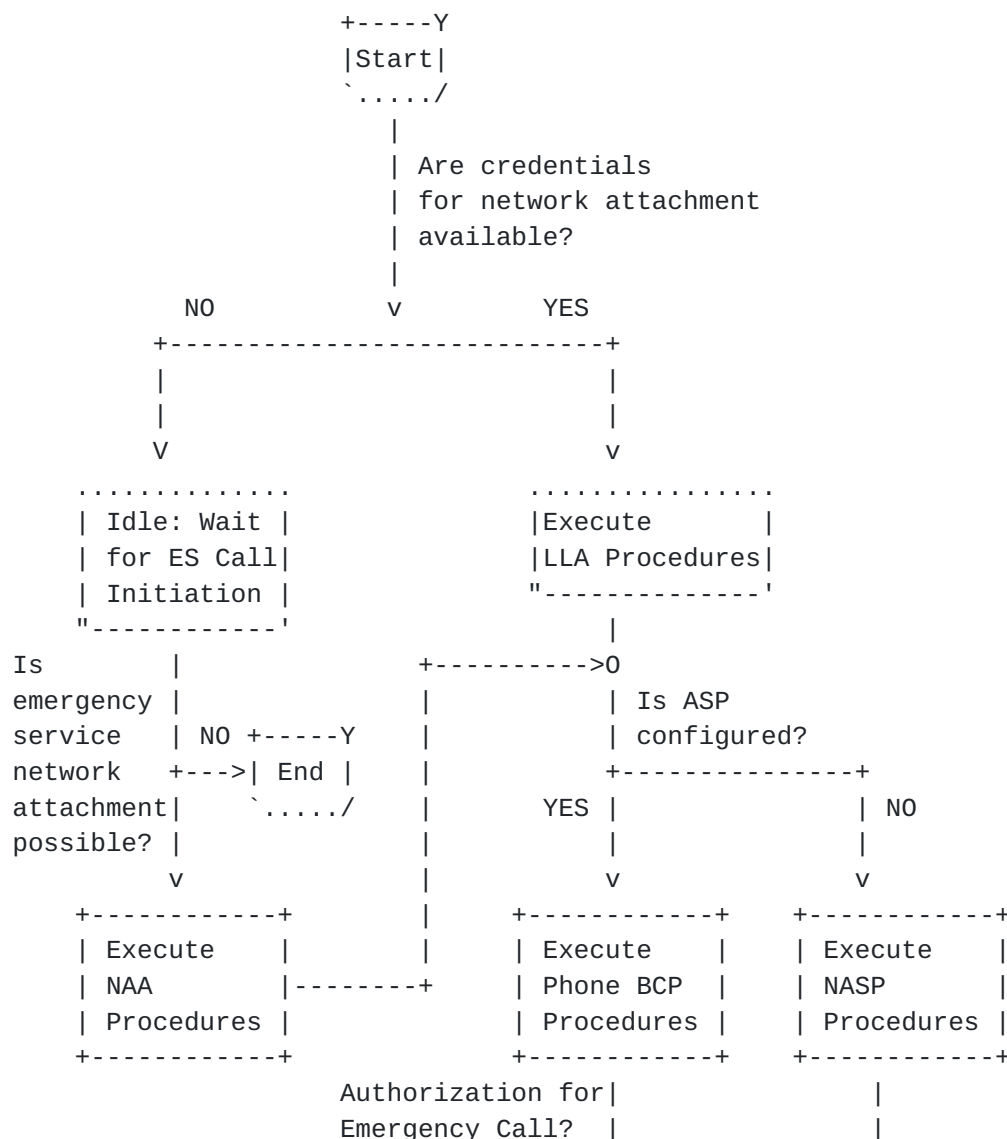 +-----Y
|Start|
`...../
|
| Are credentials
| for network attachment
| available?
|
NO v YES
+----------------------------+
| |
| |
V v
.............. ................
| Idle: Wait | |Execute |
| for ES Call| |LLA Procedures|
| Initiation | "--------------'
"------------' |
Is | +---------->O
emergency | | | Is ASP
service | NO +-----Y | | configured?
network +--->| End | | +---------------+
attachment| `...../ | YES | | NO
possible? | | | |
v | v v
+------------+ | +------------+ +------------+
| Execute | | | Execute | | Execute |
| NAA |--------+ | Phone BCP | | NASP |
| Procedures | | Procedures | | Procedures |
+------------+ +------------+ +------------+
Authorization for| |
Emergency Call? | |